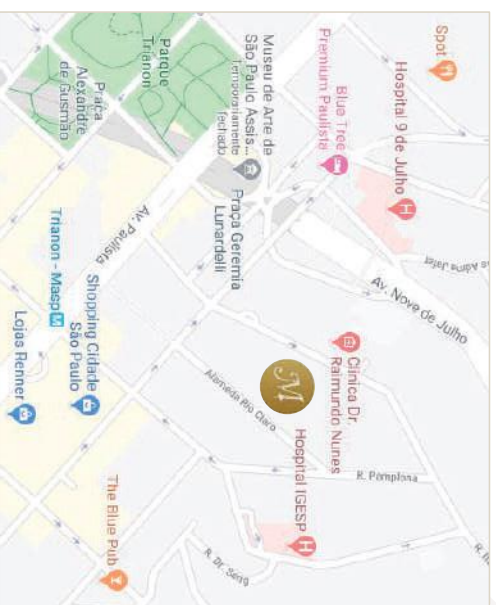 Spot
Hospital 9 de Julho
Blue Tree
Premium Paulista
Museu de Arte de
São Paulo Assis...
Temporariamente
fechado
Parque
Trianon
Praça
Alexandre
de Gusmão
Praça Geremia
Lunardelli
Av. Paulista
Av. Nove de Julho
Trianon - Masp M
Shopping Cidade
São Paulo
Lojas Renner
Clinica Dr.
Raimundo Nunes
M
Alameda Rio Claro
Hospital IGESP
R. Pamplona
The Blue Pub
R. Dr. Seng